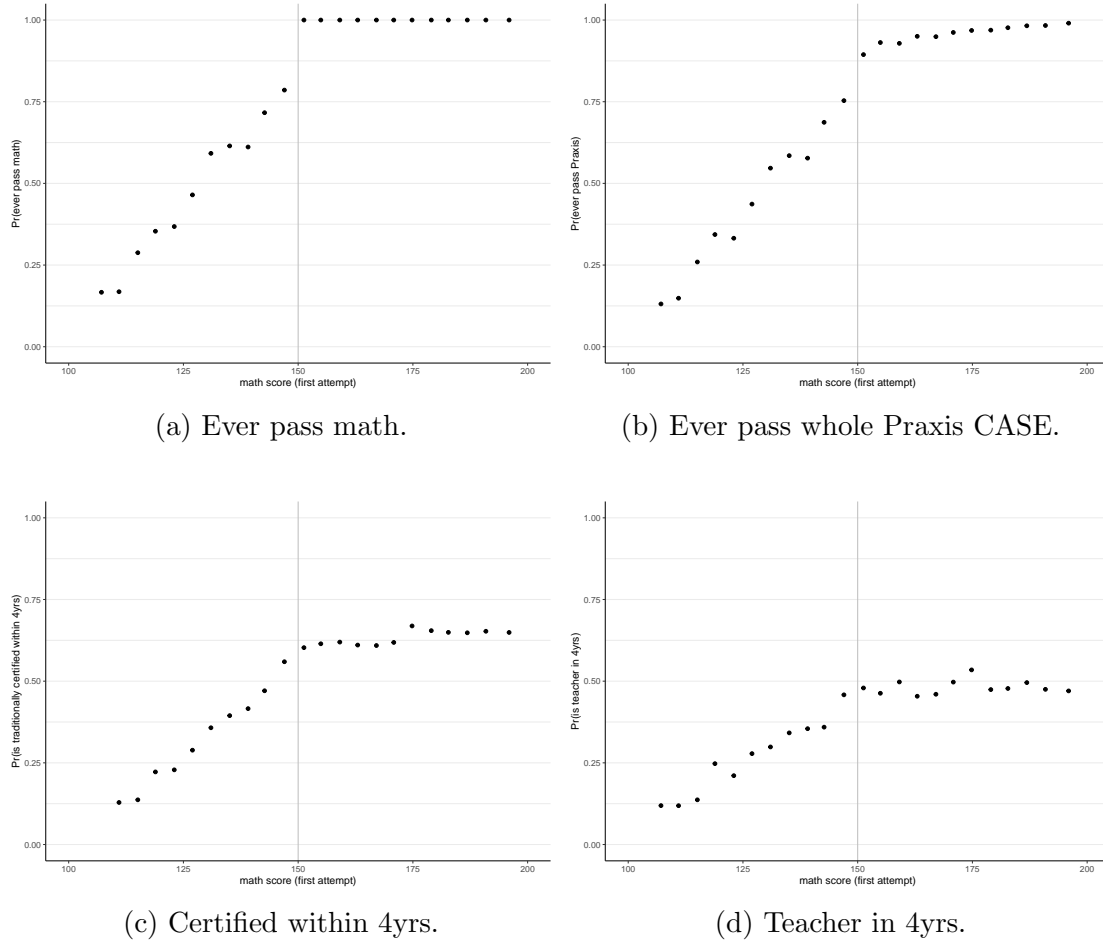 1.00
0.75
0.50
0.25
0.00
Pr(ever pass math)
100 125 150 175 200
math score (first attempt)
(a) Ever pass math.
1.00
0.75
0.50
0.25
0.00
Pr(ever pass Praxis)
100 125 150 175 200
math score (first attempt)
(b) Ever pass whole Praxis CASE.
1.00
0.75
0.50
0.25
0.00
Pr(is traditionally certified within 4yrs)
100 125 150 175 200
math score (first attempt)
(c) Certified within 4yrs.
1.00
0.75
0.50
0.25
0.00
Pr(is teacher in 4yrs)
100 125 150 175 200
math score (first attempt)
(d) Teacher in 4yrs.